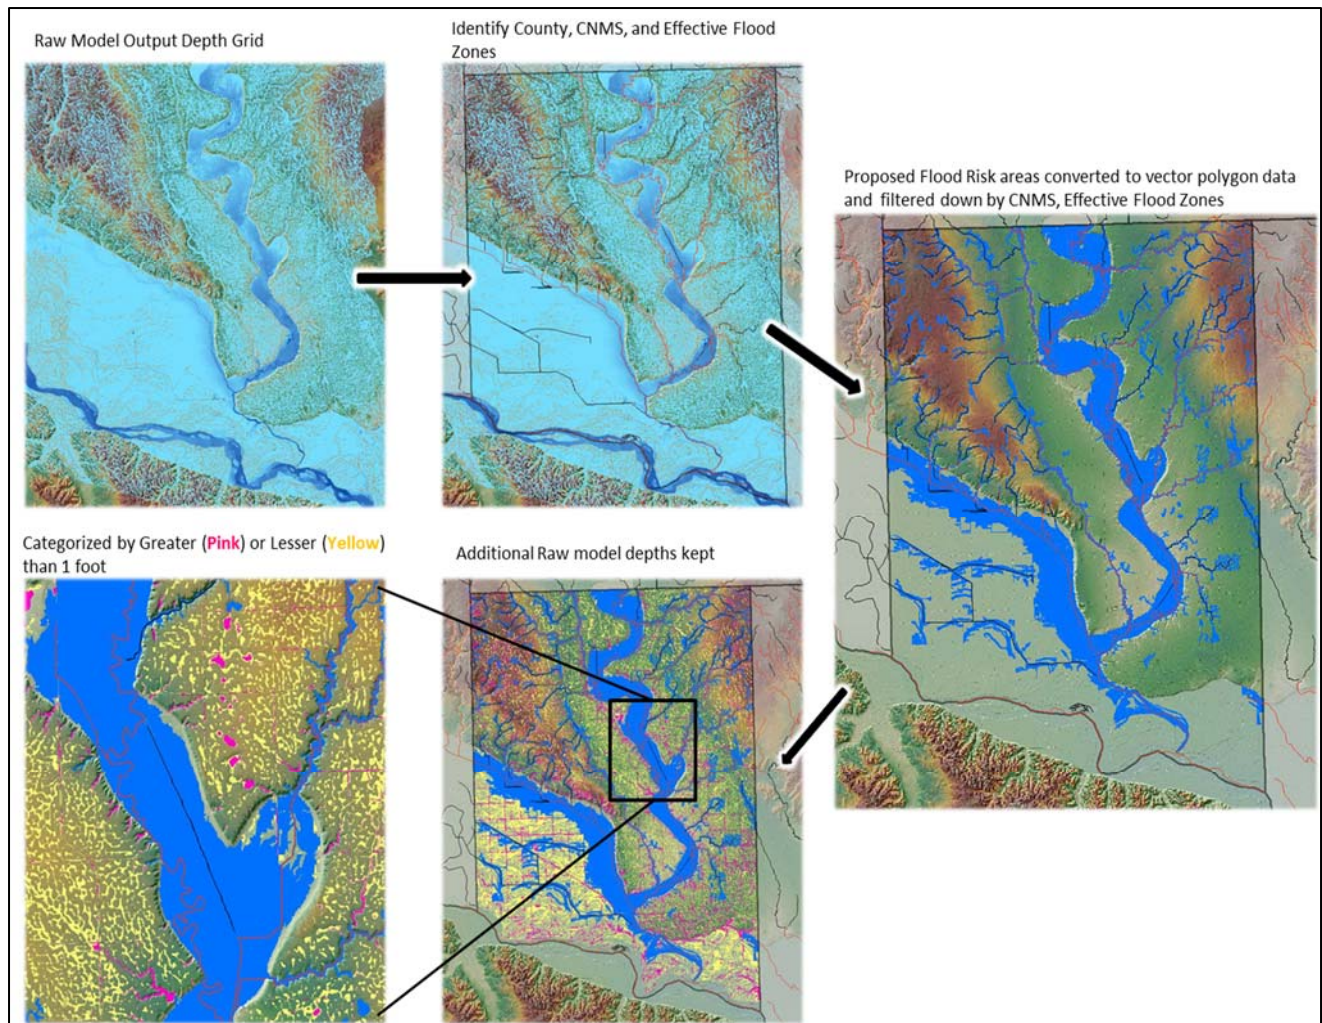 Raw Model Output Depth Grid
Identify County, CNMS, and Effective Flood
Zones
Proposed Flood Risk areas converted to vector polygon data
and filtered down by CNMS, Effective Flood Zones
Categorized by Greater (Pink) or Lesser (Yellow)
than 1 foot
Additional Raw model depths kept